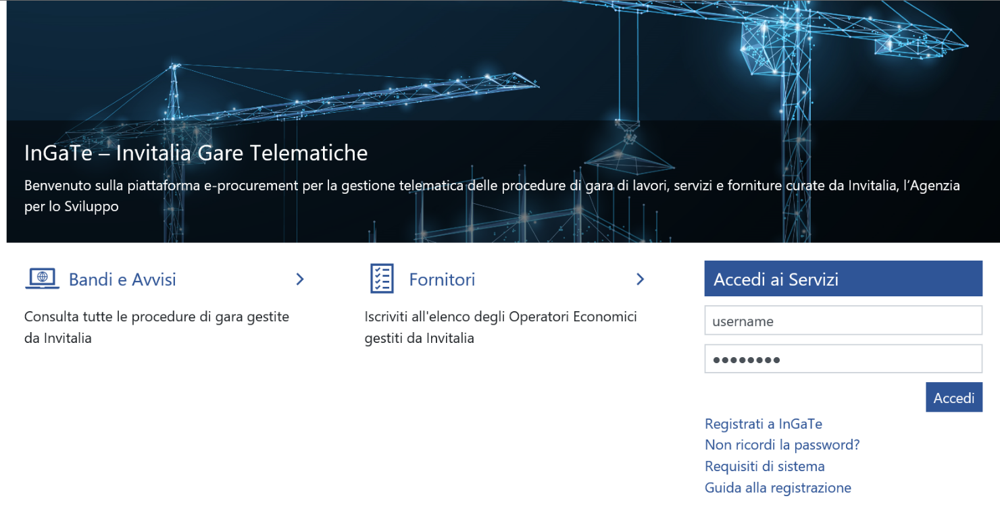 InGaTe – Invitalia Gare Telematiche
Benvenuto sulla piattaforma e-procurement per la gestione telematica delle procedure di gara di lavori, servizi e forniture curate da Invitalia, l’Agenzia
per lo Sviluppo
Bandi e Avvisi
Consulta tutte le procedure di gara gestite
da Invitalia
Fornitori
Iscriviti all'elenco degli Operatori Economici
gestiti da Invitalia
Accedi ai Servizi
username
Accedi
Registrati a InGaTe
Non ricordi la password?
Requisiti di sistema
Guida alla registrazione